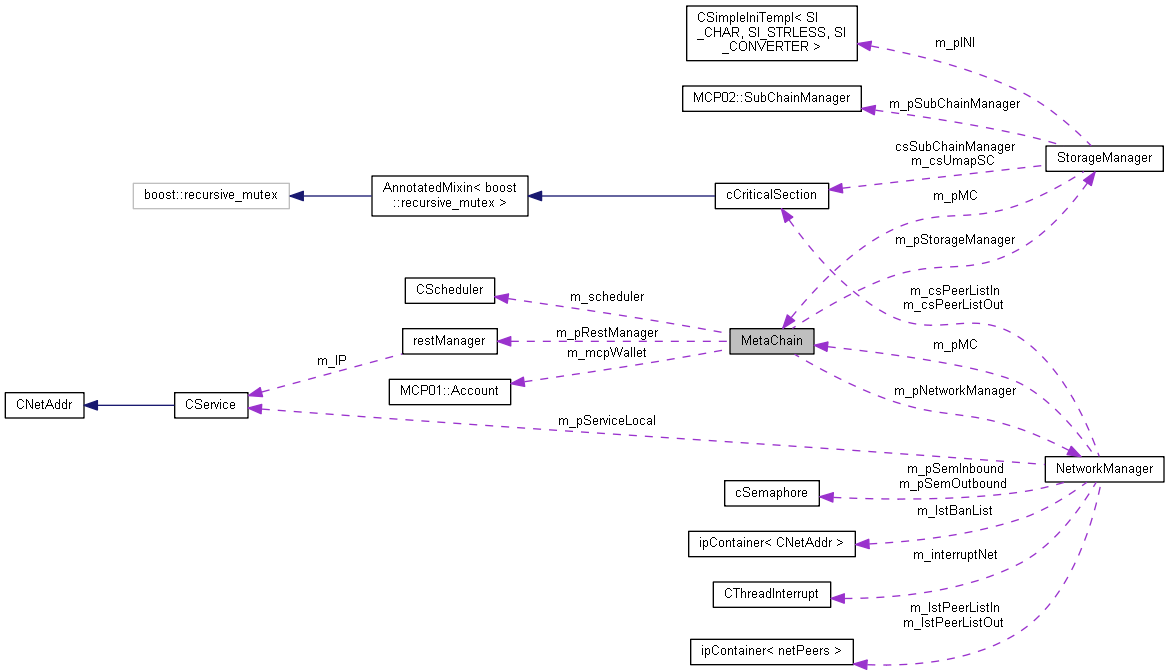 CSimpleIniTempl< SI
_CHAR, SI_STRLESS, SI
_CONVERTER >
m_pINI
MCP02::SubChainManager
m_pSubChainManager
csSubChainManager
m_csUmapSC
StorageManager
boost::recursive_mutex
AnnotatedMixin< boost
::recursive_mutex >
cCriticalSection
m_pMC
m_pStorageManager
CScheduler
m_scheduler
m_csPeerListIn
m_csPeerListOut
restManager
m_pRestManager
MetaChain
m_pMC
m_IP
m_mcpWallet
MCP01::Account
m_pNetworkManager
CNetAddr
CService
m_pServiceLocal
NetworkManager
m_pSemInbound
m_pSemOutbound
cSemaphore
m_lstBanList
ipContainer< CNetAddr >
m_interruptNet
CThreadInterrupt
m_lstPeerListIn
m_lstPeerListOut
ipContainer< netPeers >